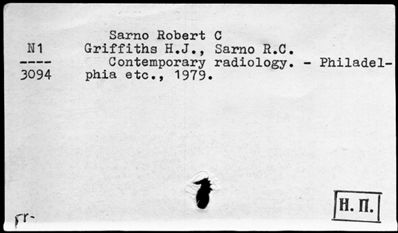 Sarno Robert C
N1 Griffiths H.J., Sarno R.C.
---- Contemporary radiology. - Philadel-
3094 phia etc., 1979.
Н. П.